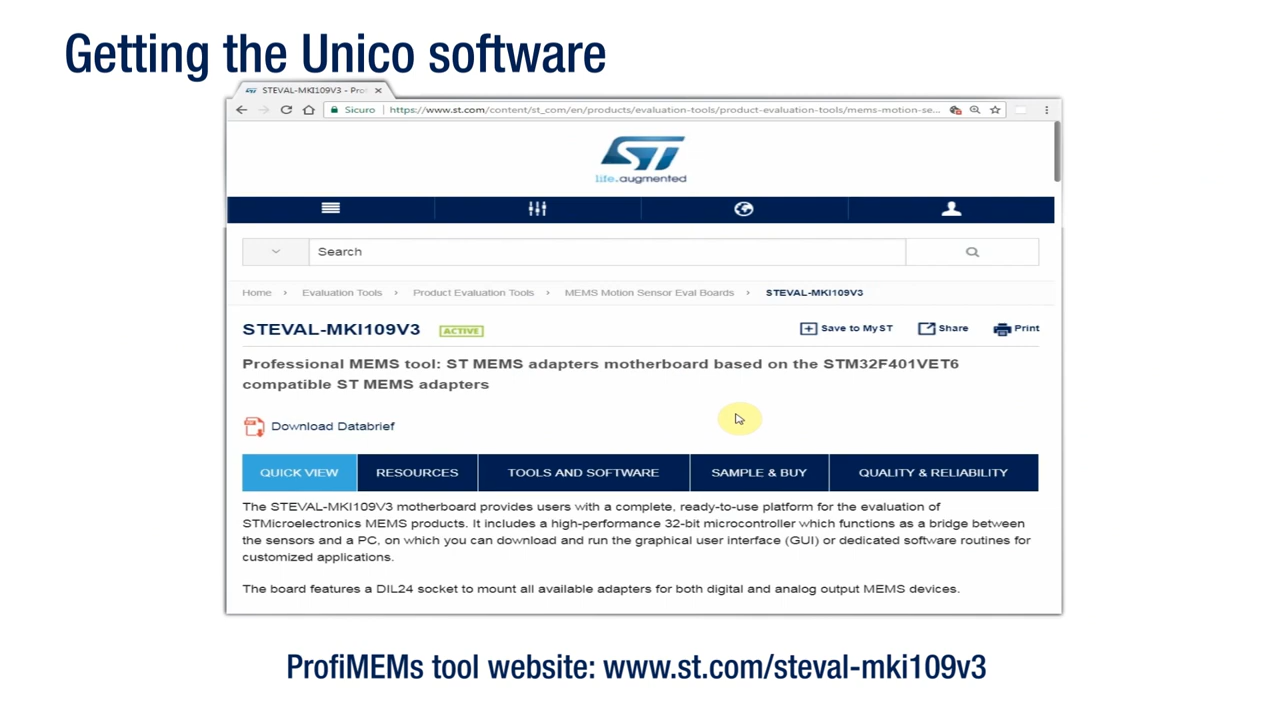 Getting the Unico software
STEVAL-MKI109V3 - Pro
Sicuro
https://www.st.com/content/st_com/en/products/evaluation-tools/product-evaluation-tools/mems-motion-se...
ST
life.augmented
Search
Home > Evaluation Tools > Product Evaluation Tools > MEMS Motion Sensor Eval Boards > STEVAL-MKI109V3
STEVAL-MKI109V3 ACTIVE
Save to MyST Share Print
Professional MEMS tool: ST MEMS adapters motherboard based on the STM32F401VET6
compatible ST MEMS adapters
Download Databrief
QUICK VIEW RESOURCES TOOLS AND SOFTWARE SAMPLE & BUY QUALITY & RELIABILITY
The STEVAL-MKI109V3 motherboard provides users with a complete, ready-to-use platform for the evaluation of
STMicroelectronics MEMS products. It includes a high-performance 32-bit microcontroller which functions as a bridge between
the sensors and a PC, on which you can download and run the graphical user interface (GUI) or dedicated software routines for
customized applications.
The board features a DIL24 socket to mount all available adapters for both digital and analog output MEMS devices.
ProfiMEMs tool website: www.st.com/steval-mki109v3